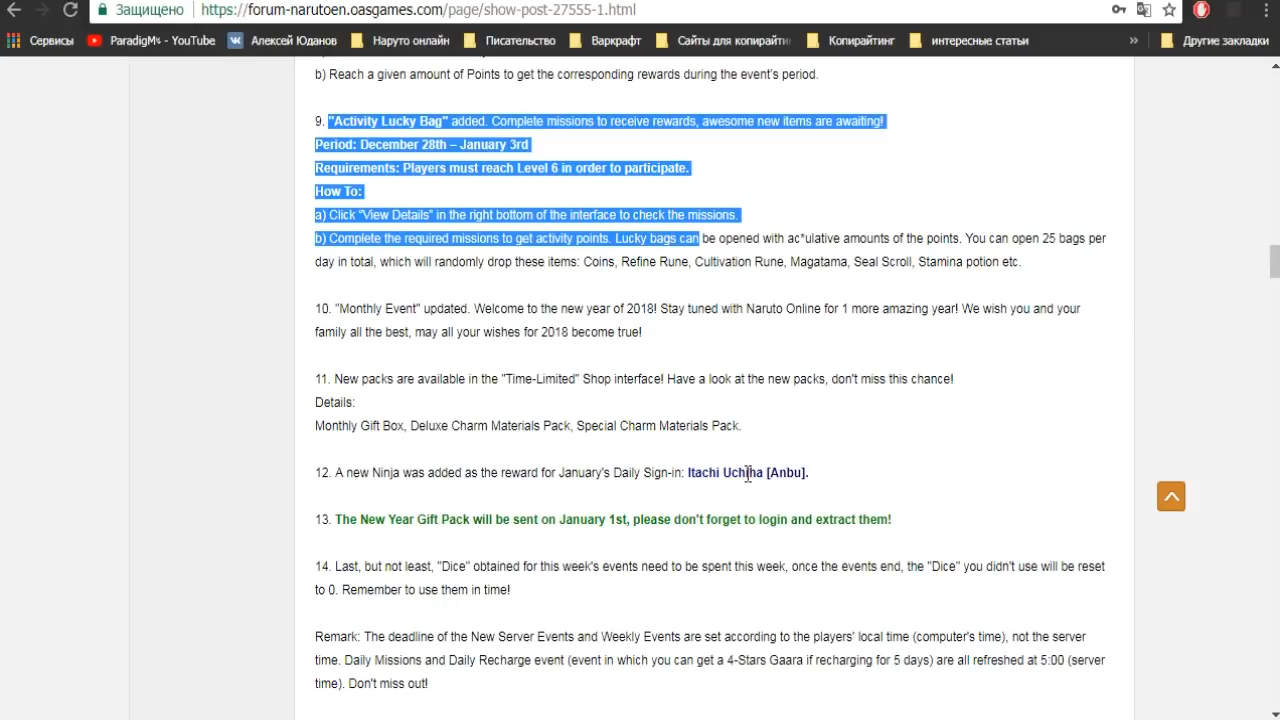 Защищено https://forum-narutoen.oasgames.com/page/show-post-27555-1.html
Сервисы ParadigM⚡ - YouTube Алексей Юданов Наруто онлайн Писательство Варкрафт Сайты для копирайти Копирайтинг интересные статьи » Другие закладки
b) Reach a given amount of Points to get the corresponding rewards during the event's period.
9. "Activity Lucky Bag" added. Complete missions to receive rewards, awesome new items are awaiting!
Period: December 28th – January 3rd
Requirements: Players must reach Level 6 in order to participate.
How To:
a) Click "View Details" in the right bottom of the interface to check the missions.
b) Complete the required missions to get activity points. Lucky bags can be opened with ac*ulative amounts of the points. You can open 25 bags per
day in total, which will randomly drop these items: Coins, Refine Rune, Cultivation Rune, Magatama, Seal Scroll, Stamina potion etc.
10. "Monthly Event" updated. Welcome to the new year of 2018! Stay tuned with Naruto Online for 1 more amazing year! We wish you and your
family all the best, may all your wishes for 2018 become true!
11. New packs are available in the "Time-Limited" Shop interface! Have a look at the new packs, don't miss this chance!
Details:
Monthly Gift Box, Deluxe Charm Materials Pack, Special Charm Materials Pack.
12. A new Ninja was added as the reward for January's Daily Sign-in: Itachi Uchiha [Anbu].
13. The New Year Gift Pack will be sent on January 1st, please don't forget to login and extract them!
14. Last, but not least, "Dice" obtained for this week's events need to be spent this week, once the events end, the "Dice" you didn't use will be reset
to 0. Remember to use them in time!
Remark: The deadline of the New Server Events and Weekly Events are set according to the players' local time (computer's time), not the server
time. Daily Missions and Daily Recharge event (event in which you can get a 4-Stars Gaara if recharging for 5 days) are all refreshed at 5:00 (server
time). Don't miss out!